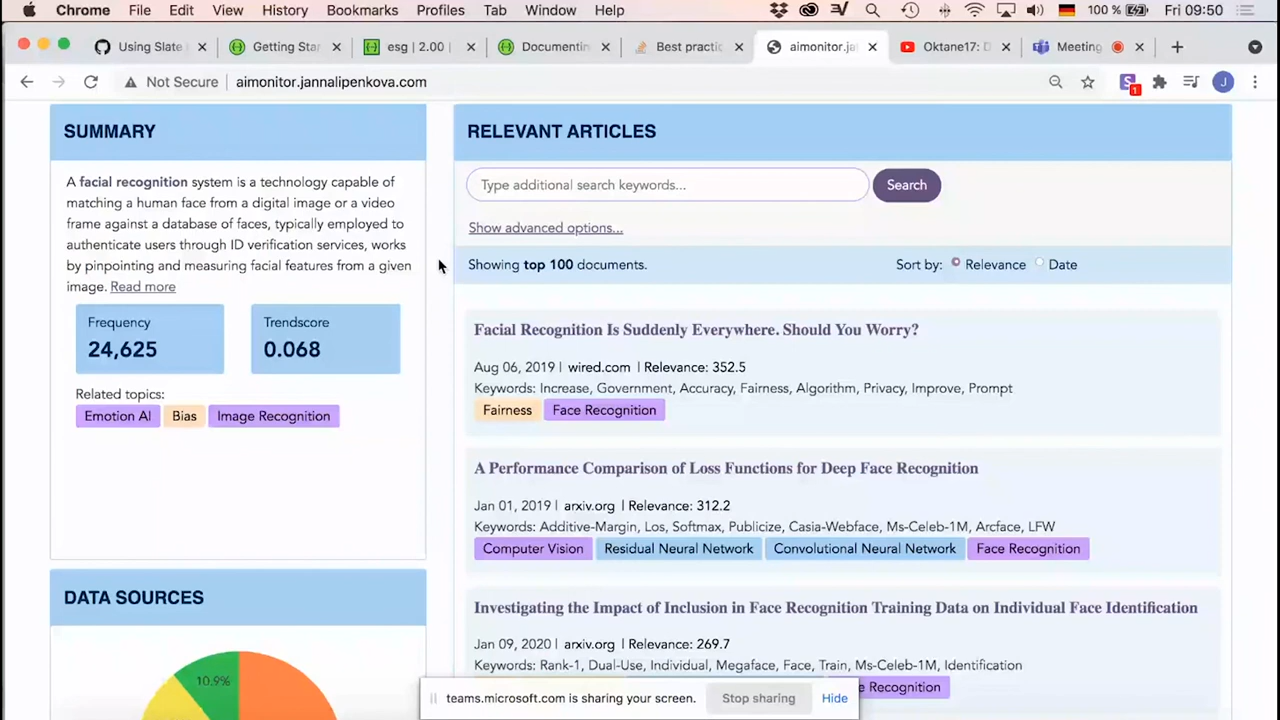 Chrome File Edit View History Bookmarks Profiles Tab Window Help 100 % Fri 09:50
Using Slate
Getting Star
esg | 2.00 |
Documentin
Best practic
aimonitor.ja
Oktane17: D
Meeting
Not Secure | aimonitor.jannalipenkova.com
S 1 J
SUMMARY
A facial recognition system is a technology capable of
matching a human face from a digital image or a video
frame against a database of faces, typically employed to
authenticate users through ID verification services, works
by pinpointing and measuring facial features from a given
image. Read more
Frequency
24,625
Trendscore
0.068
Related topics:
Emotion AI Bias Image Recognition
DATA SOURCES
10.9%
RELEVANT ARTICLES
Type additional search keywords...
Search
Show advanced options...
Showing top 100 documents. Sort by: Relevance Date
Facial Recognition Is Suddenly Everywhere. Should You Worry?
Aug 06, 2019 | wired.com | Relevance: 352.5
Keywords: Increase, Government, Accuracy, Fairness, Algorithm, Privacy, Improve, Prompt
Fairness Face Recognition
A Performance Comparison of Loss Functions for Deep Face Recognition
Jan 01, 2019 | arxiv.org | Relevance: 312.2
Keywords: Additive-Margin, Los, Softmax, Publicize, Casia-Webface, Ms-Celeb-1M, Arcface, LFW
Computer Vision Residual Neural Network Convolutional Neural Network Face Recognition
Investigating the Impact of Inclusion in Face Recognition Training Data on Individual Face Identification
Jan 09, 2020 | arxiv.org | Relevance: 269.7
Keywords: Rank-1, Dual-Use, Individual, Megaface, Face, Train, Ms-Celeb-1M, Identification
e Recognition
teams.microsoft.com is sharing your screen. Stop sharing Hide